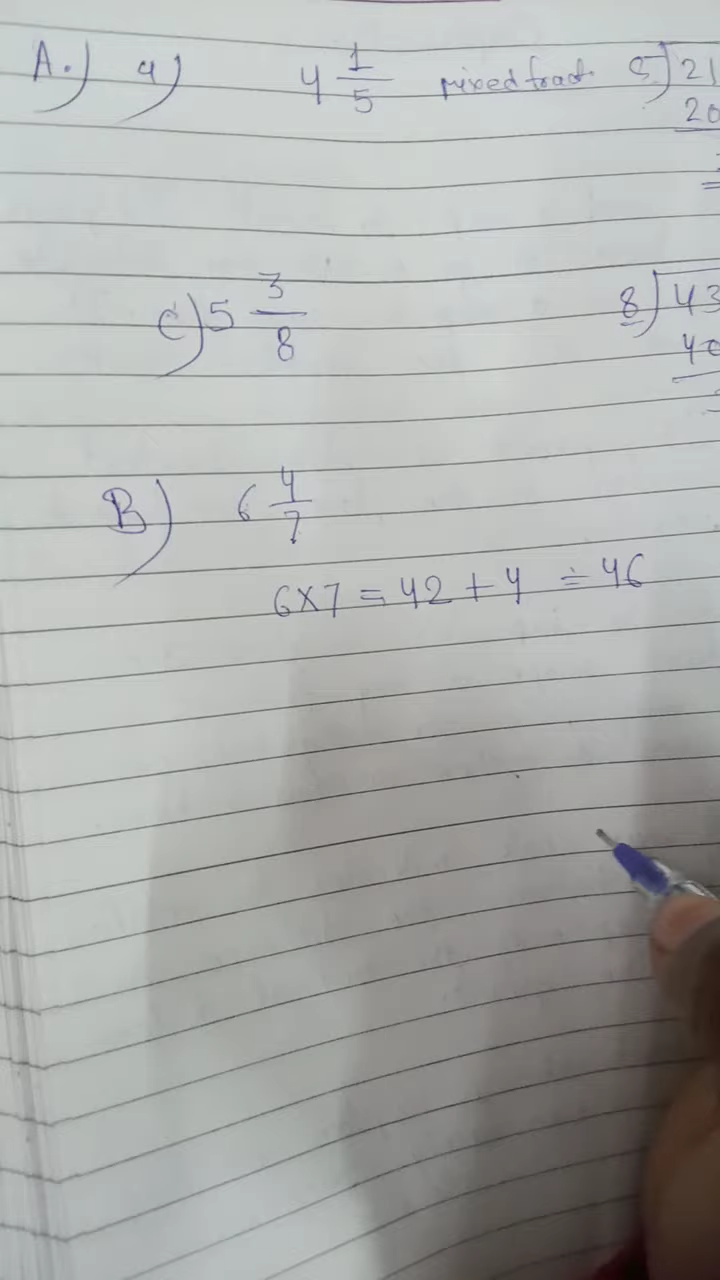 A.) a) 4 1/5 mixed fract. 5)21
20
c) 5 3/8 8)43
40
B) 6 4/7
6×7 = 42 + 4 = 46